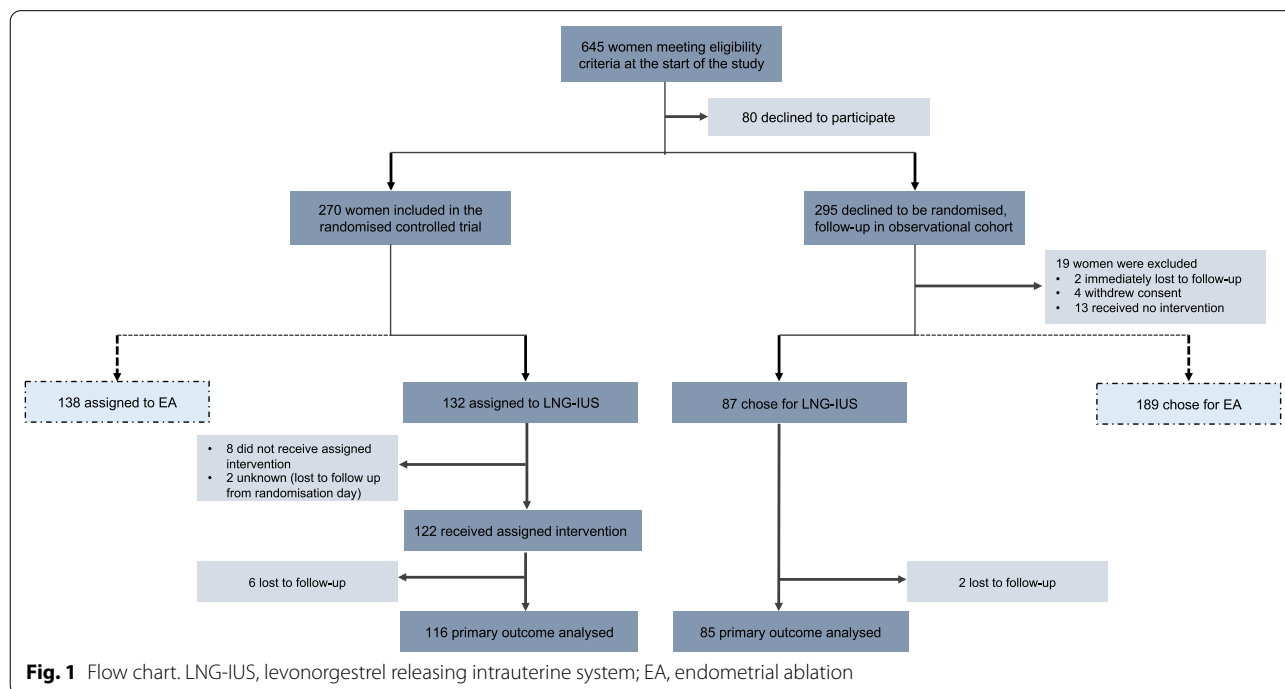 645 women meeting eligibility
criteria at the start of the study
80 declined to participate
270 women included in the
randomised controlled trial
295 declined to be randomised,
follow-up in observational cohort
19 women were excluded
• 2 immediately lost to follow-up
• 4 withdrew consent
• 13 received no intervention
138 assigned to EA
132 assigned to LNG-IUS
87 chose for LNG-IUS
189 chose for EA
• 8 did not receive assigned
intervention
• 2 unknown (lost to follow up
from randomisation day)
122 received assigned intervention
6 lost to follow-up
2 lost to follow-up
116 primary outcome analysed
85 primary outcome analysed
Fig. 1 Flow chart. LNG-IUS, levonorgestrel releasing intrauterine system; EA, endometrial ablation